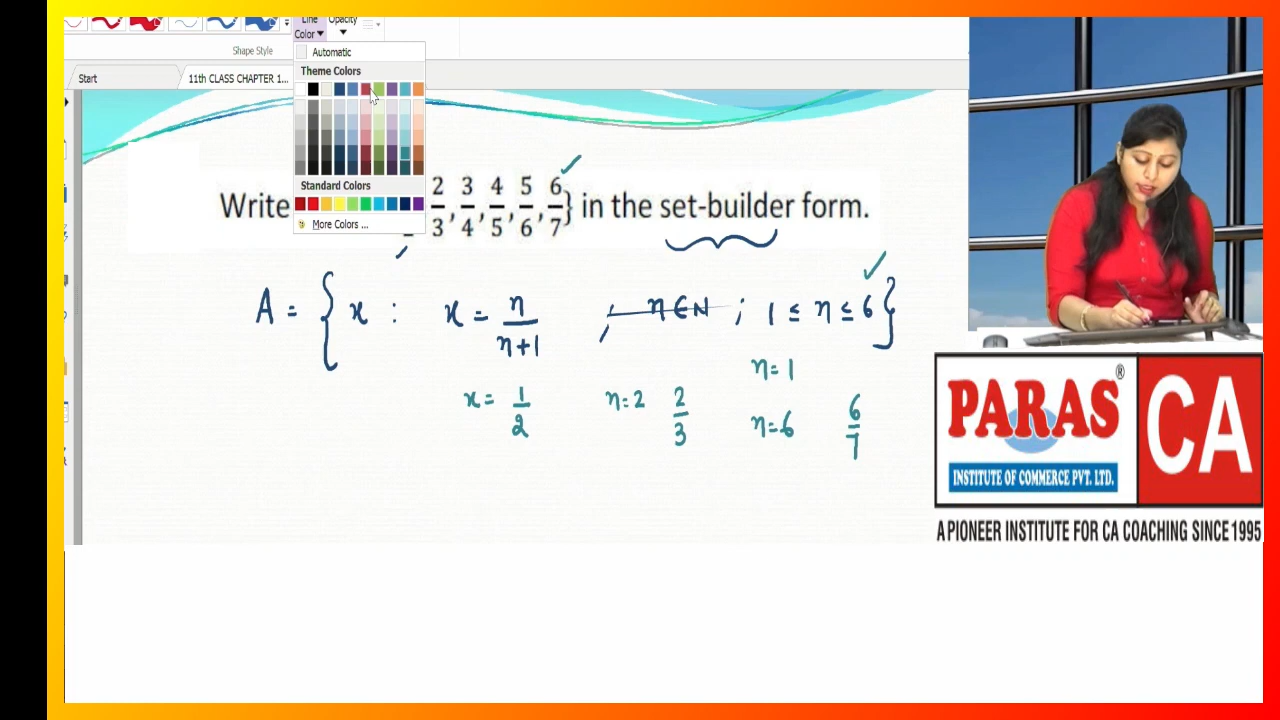 Line
Color
Opacity
Shape Style
Automatic
Start
11th CLASS CHAPTER 1...
Theme Colors
Standard Colors
More Colors ...
Write 2/3, 3/4, 4/5, 5/6, 6/7} in the set-builder form.
A = { x : x = n/(n+1) , n∈N ; 1 ≤ n ≤ 6 }
n=1
x = 1/2 n=2 2/3 n=6 6/7
PARAS®
INSTITUTE OF COMMERCE PVT. LTD.
CA
A PIONEER INSTITUTE FOR CA COACHING SINCE 1995